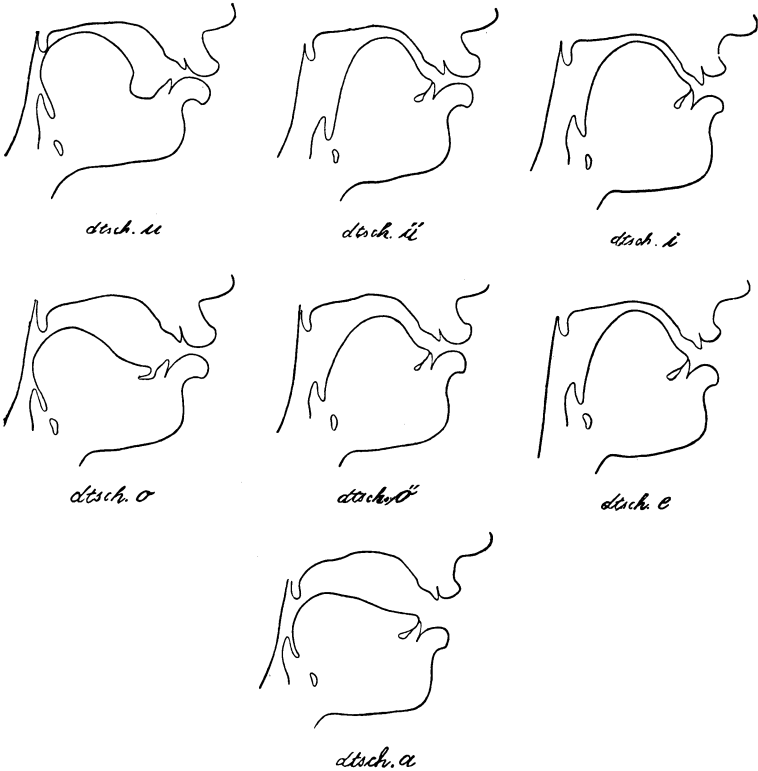 dtsch. u
dtsch. ü
dtsch. i
dtsch. o
dtsch. ö
dtsch. e
dtsch. a